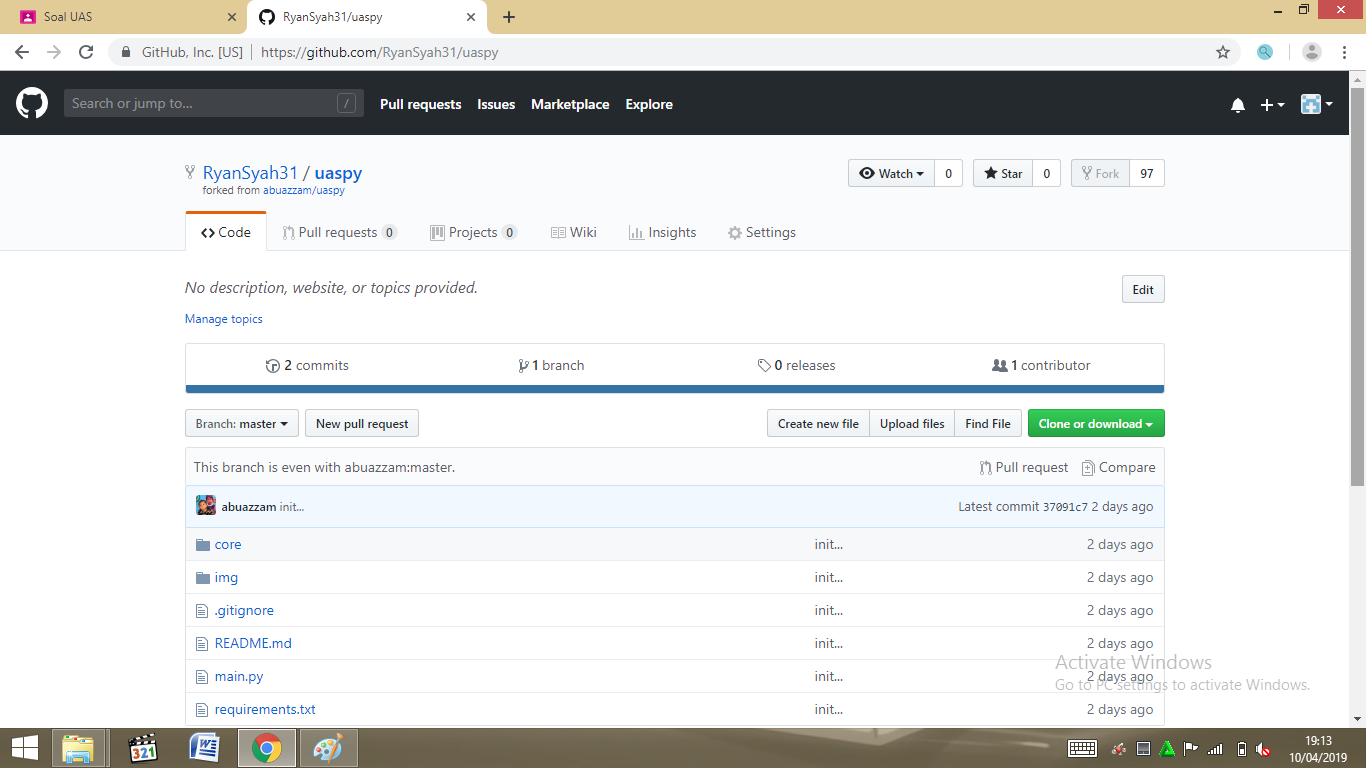 Soal UAS
RyanSyah31/uaspy
GitHub, Inc. [US] https://github.com/RyanSyah31/uaspy
Search or jump to... / Pull requests Issues Marketplace Explore
RyanSyah31 / uaspy
forked from abuazzam/uaspy
Watch 0 Star 0 Fork 97
Code Pull requests 0 Projects 0 Wiki Insights Settings
No description, website, or topics provided.
Edit
Manage topics
2 commits 1 branch 0 releases 1 contributor
Branch: master New pull request Create new file Upload files Find File Clone or download
This branch is even with abuazzam:master. Pull request Compare
abuazzam init... Latest commit 37091c7 2 days ago
core init... 2 days ago
img init... 2 days ago
.gitignore init... 2 days ago
README.md init... 2 days ago
main.py init... 2 days ago
requirements.txt init... 2 days ago
Activate Windows
Go to PC settings to activate Windows.
321
W
19:13
10/04/2019